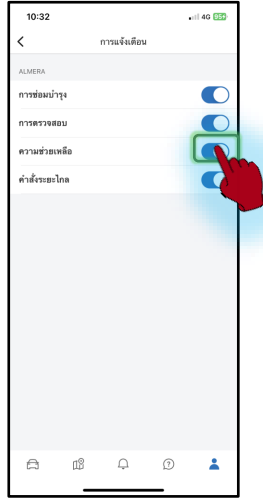 10:32
4G 65
การแจ้งเตือน
ALMERA
การซ่อมบำรุง
การตรวจสอบ
ความช่วยเหลือ
คำสั่งระยะไกล